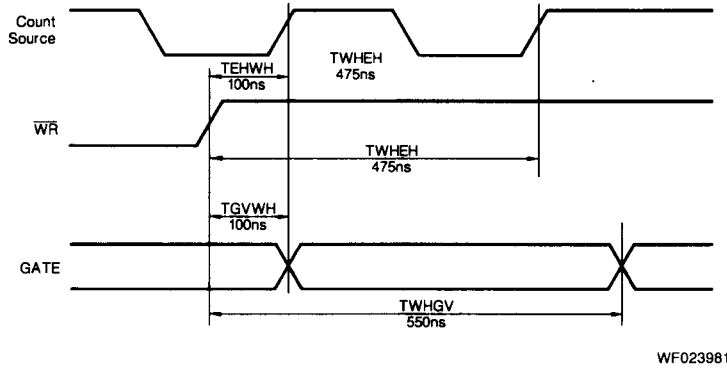 Count
Source
TEHWH
100ns
TWHEH
475ns
WR
TWHEH
475ns
TGVWH
100ns
GATE
TWHGV
550ns
WF023981